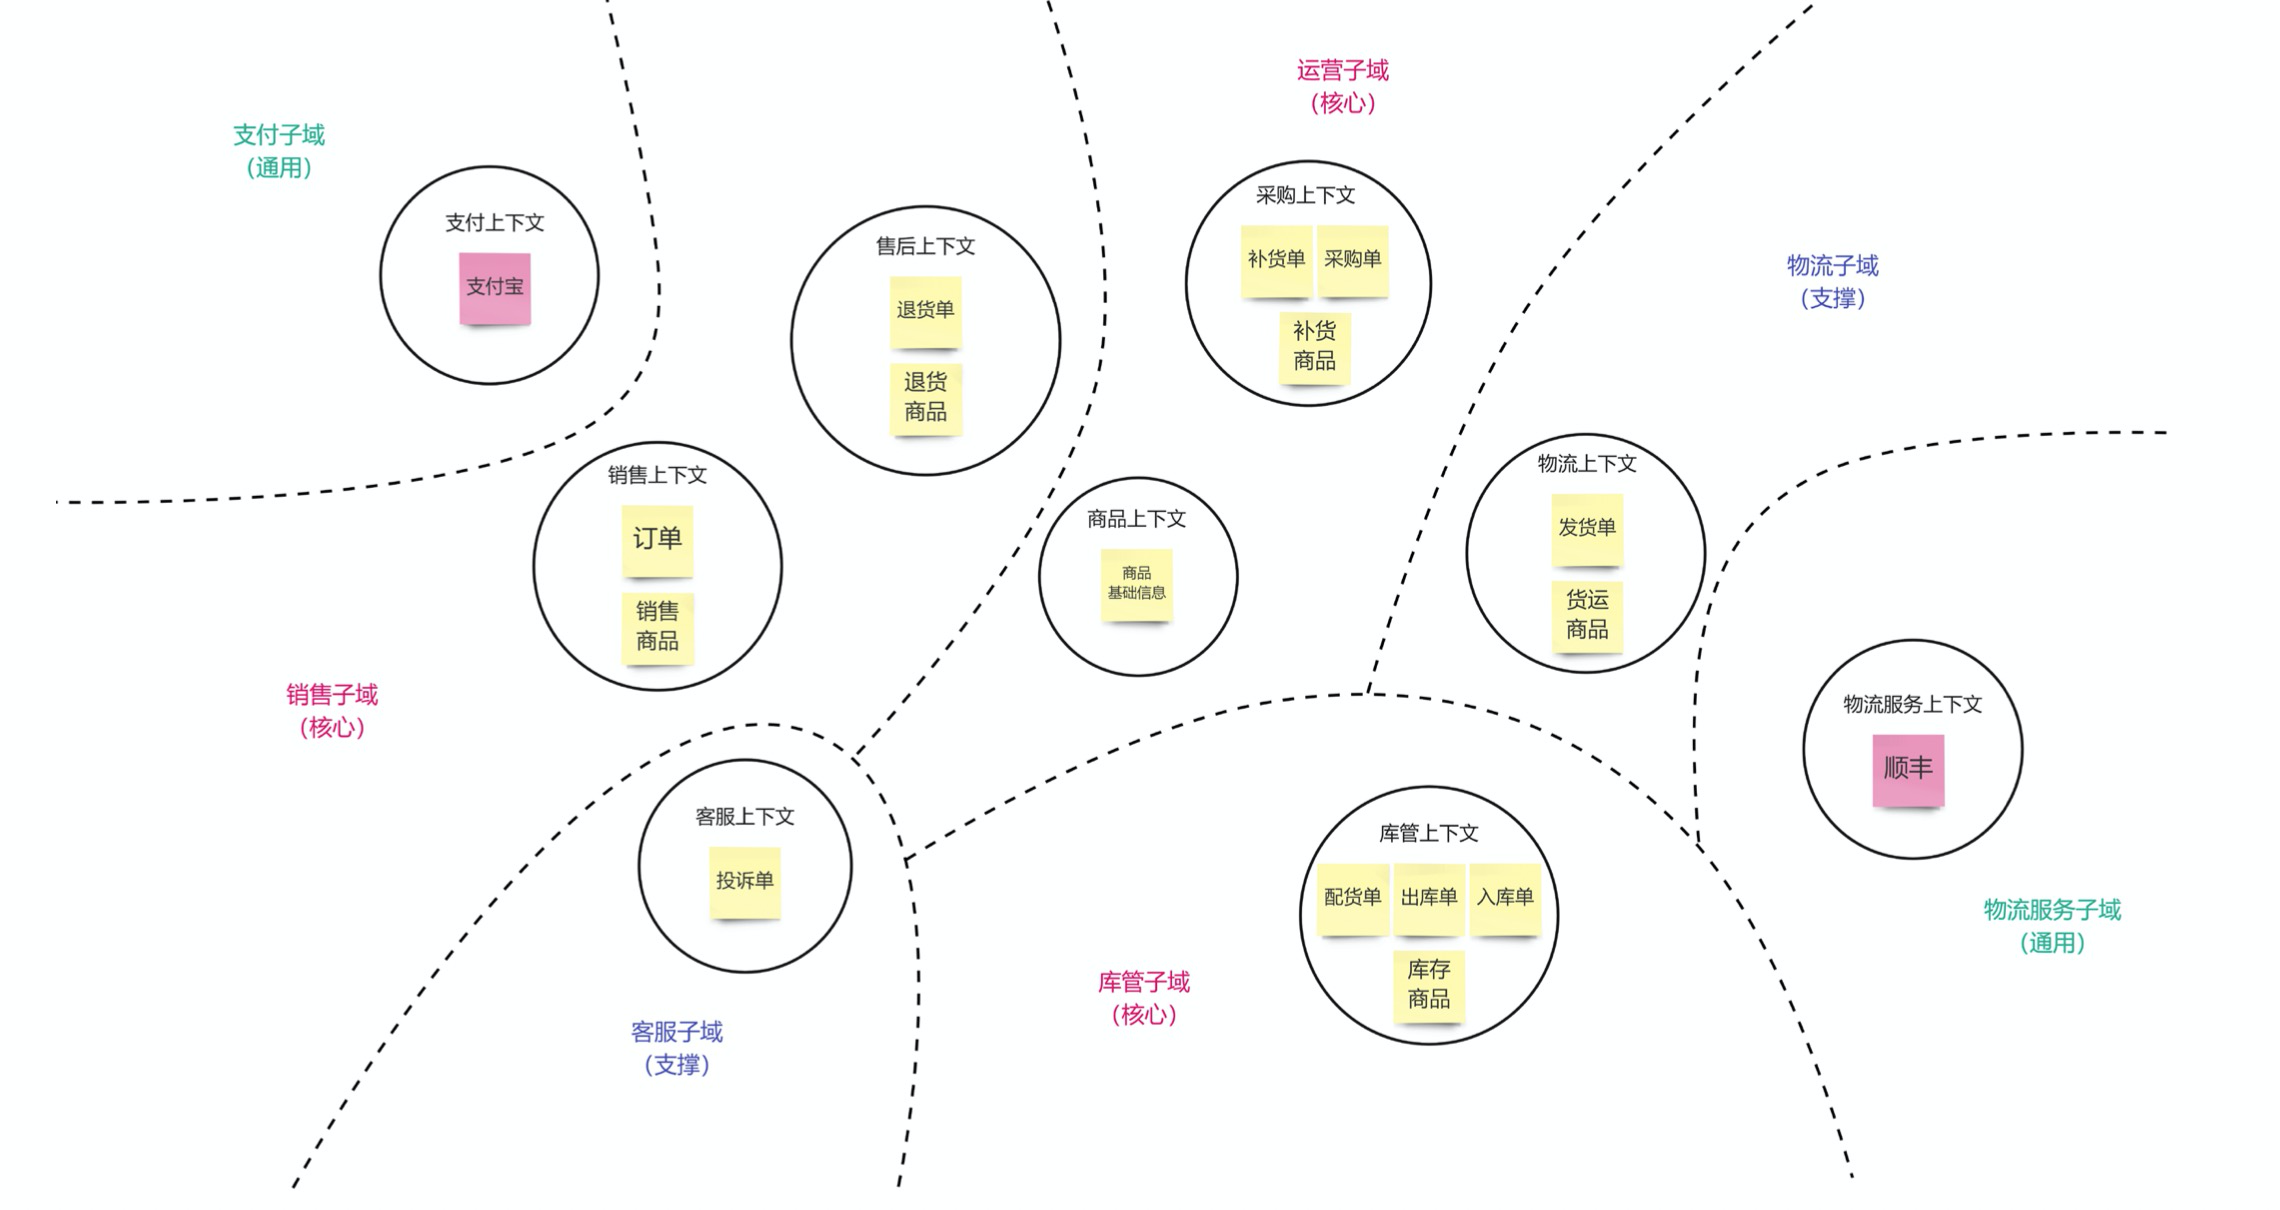 支付子域
（通用）
支付上下文
支付宝
售后上下文
退货单
退货
商品
销售上下文
订单
销售
商品
销售子域
（核心）
运营子域
（核心）
采购上下文
补货单
采购单
补货
商品
商品上下文
商品
基础信息
物流子域
（支撑）
物流上下文
发货单
货运
商品
物流服务上下文
顺丰
物流服务子域
（通用）
客服上下文
投诉单
客服子域
（支撑）
库管子域
（核心）
库管上下文
配货单
出库单
入库单
库存
商品